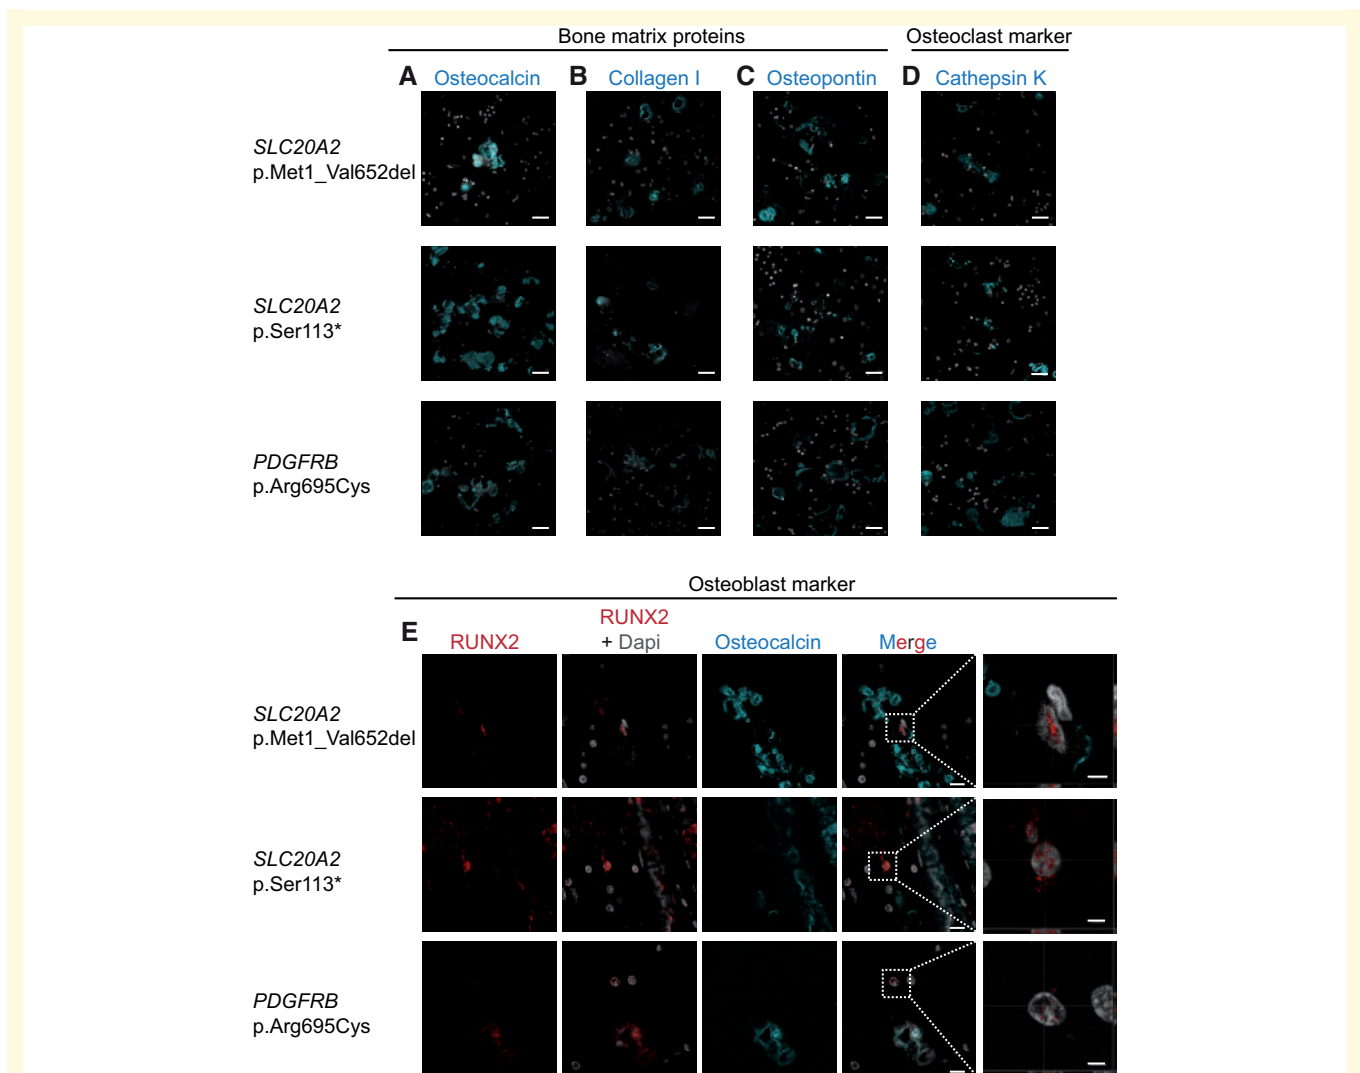 Bone matrix proteins
Osteoclast marker
A Osteocalcin B Collagen I C Osteopontin D Cathepsin K
SLC20A2
p.Met1_Val652del
SLC20A2
p.Ser113*
PDGFRB
p.Arg695Cys
Osteoblast marker
E
RUNX2
RUNX2
+ Dapi
Osteocalcin
Merge
SLC20A2
p.Met1_Val652del
SLC20A2
p.Ser113*
PDGFRB
p.Arg695Cys